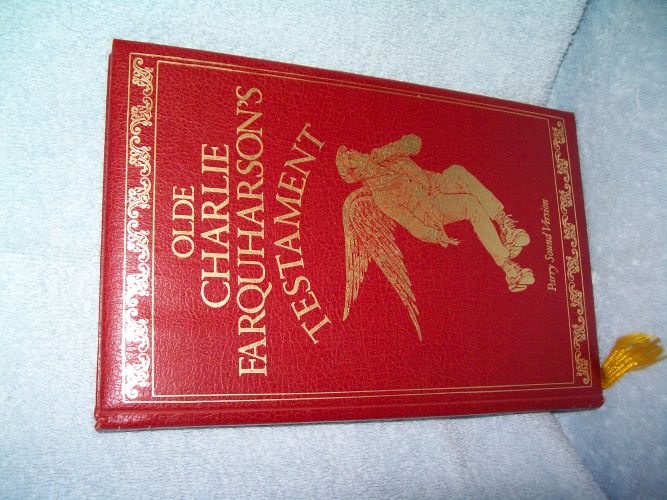 OLDE
CHARLIE
FARQUHARSON'S
TESTAMENT
Parry Sound Version